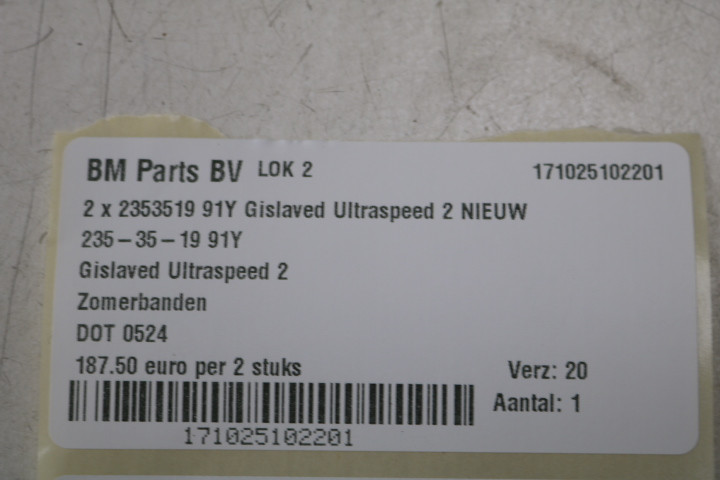 BM Parts BV LOK 2 171025102201
2 x 2353519 91Y Gislaved Ultraspeed 2 NIEUW
235-35-19 91Y
Gislaved Ultraspeed 2
Zomerbanden
DOT 0524
187.50 euro per 2 stuks Verz: 20
Aantal: 1
171025102201